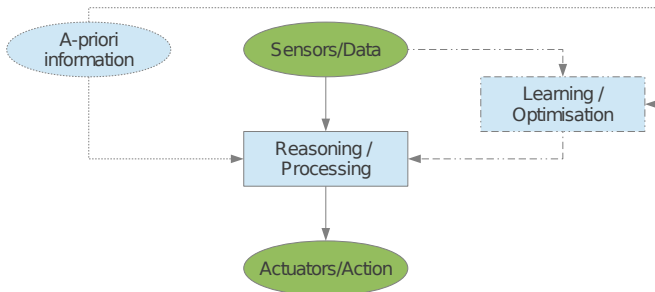 A-priori
information
Sensors/Data
Learning /
Optimisation
Reasoning /
Processing
Actuators/Action